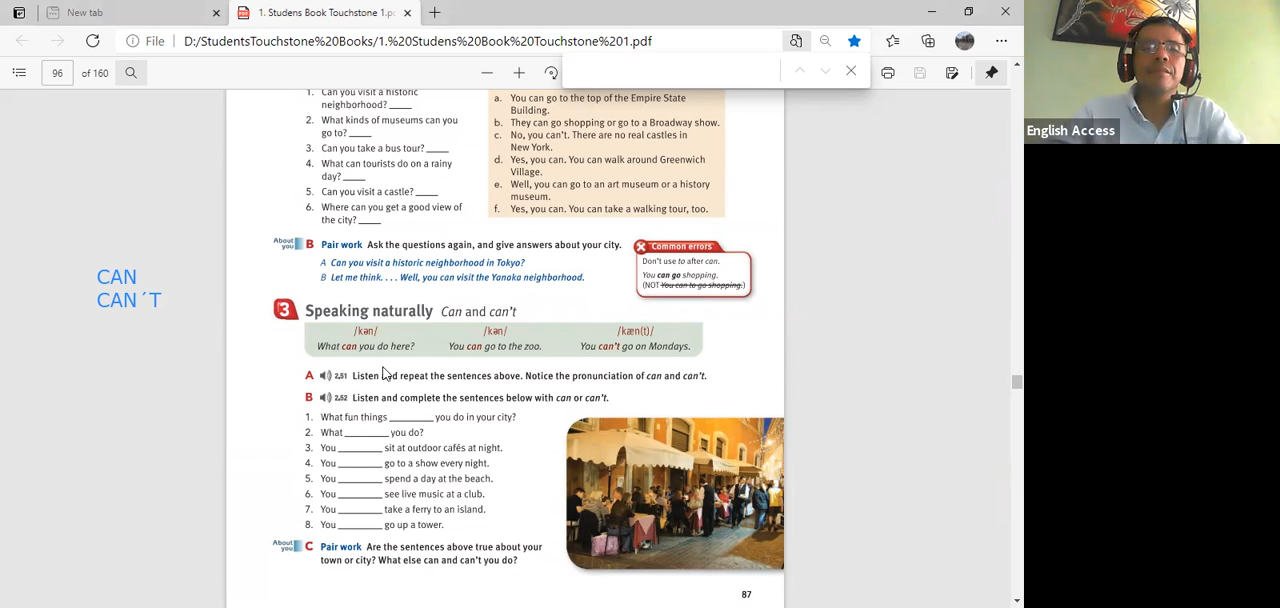 New tab
1. Studens Book Touchstone 1.p
File D:/StudentsTouchstone%20Books/1.%20Studens%20Book%20Touchstone%201.pdf
96 of 160
English Access
CAN
CAN ´T
1. Can you visit a historic
neighborhood? ____
2. What kinds of museums can you
go to? ____
3. Can you take a bus tour? ____
4. What can tourists do on a rainy
day? ____
5. Can you visit a castle? ____
6. Where can you get a good view of
the city? ____
a. You can go to the top of the Empire State
Building.
b. They can go shopping or go to a Broadway show.
c. No, you can't. There are no real castles in
New York.
d. Yes, you can. You can walk around Greenwich
Village.
e. Well, you can go to an art museum or a history
museum.
f. Yes, you can. You can take a walking tour, too.
About you B Pair work Ask the questions again, and give answers about your city.
A Can you visit a historic neighborhood in Tokyo?
B Let me think. . . . Well, you can visit the Yanaka neighborhood.
Common errors
Don't use to after can.
You can go shopping.
(NOT You can to go shopping.)
3 Speaking naturally Can and can't
/kən/ /kən/ /kæn(t)/
What can you do here? You can go to the zoo. You can't go on Mondays.
A 2.51 Listen and repeat the sentences above. Notice the pronunciation of can and can't.
B 2.52 Listen and complete the sentences below with can or can't.
1. What fun things ________ you do in your city?
2. What ________ you do?
3. You ________ sit at outdoor cafés at night.
4. You ________ go to a show every night.
5. You ________ spend a day at the beach.
6. You ________ see live music at a club.
7. You ________ take a ferry to an island.
8. You ________ go up a tower.
About you C Pair work Are the sentences above true about your
town or city? What else can and can't you do?
87